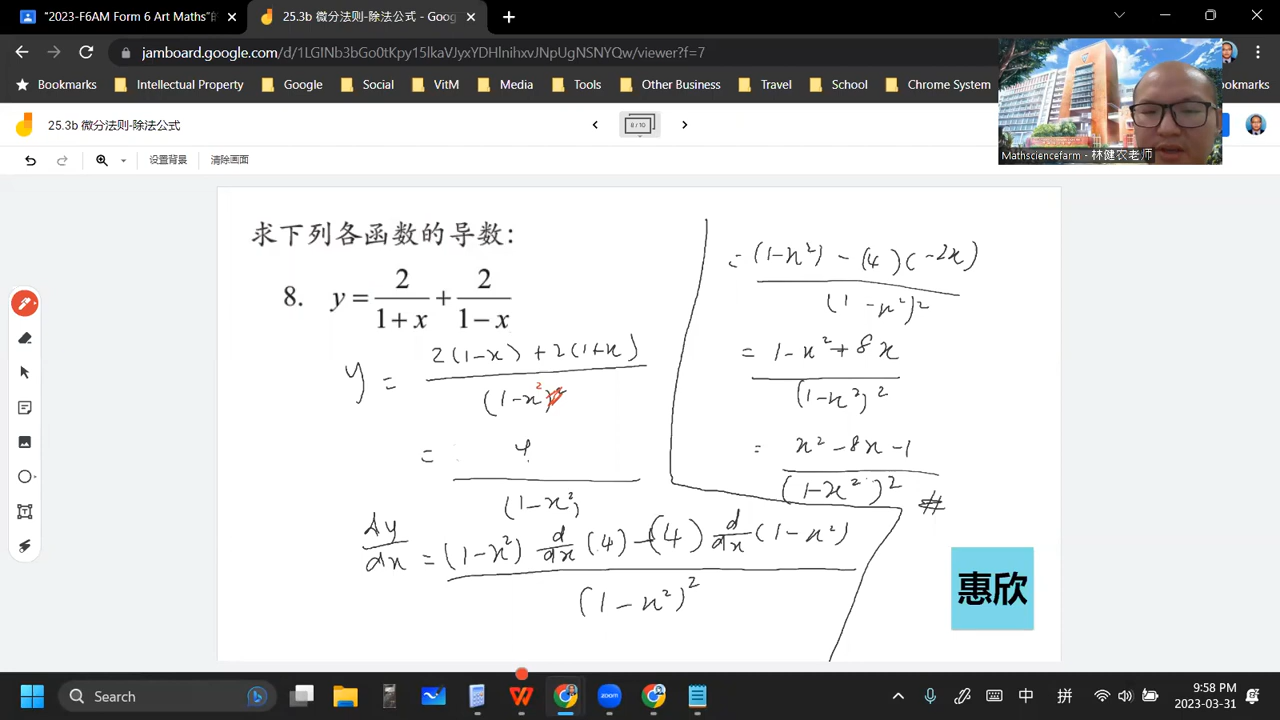 "2023-F6AM Form 6 Art Maths"的
25.3b 微分法则-除法公式 - Goog
jamboard.google.com/d/1LGINb3bGo0tKpy15lkaVJvxYDHlmrvJNpUgNSNYQw/viewer?f=7
Bookmarks Intellectual Property Google Social VitM Media Tools Other Business Travel School Chrome System Bookmarks
25.3b 微分法则-除法公式
8 / 10
设置背景 清除画面
Mathsciencefarm - 林健农老师
求下列各函数的导数:
8. y = 2/(1+x) + 2/(1−x)
y = (2(1-x) + 2(1+x))/(1-x²)
= 4/(1-x²)
dy/dx = ((1-x²) d/dx (4) - (4) d/dx (1-x²))/(1-x²)²
= ((1-x²) - (4)(-2x))/(1-x²)²
= (1-x²+8x)/(1-x²)²
= (x²-8x-1)/(1-x²)² #
惠欣
Search
中 拼
9:58 PM
2023-03-31